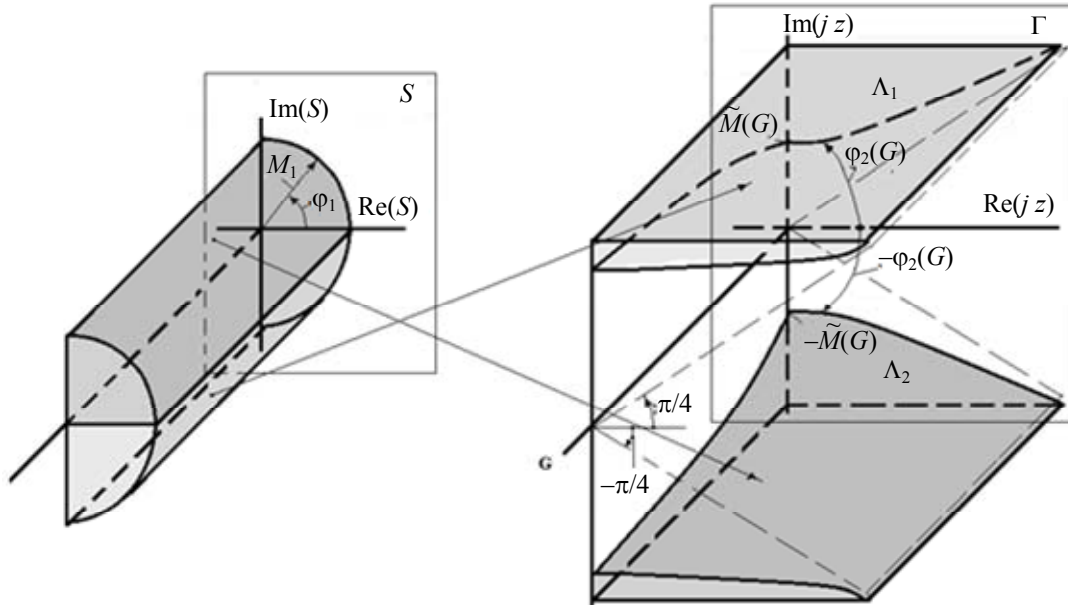 S
Im(S)
M₁
φ₁
Re(S)
Im(j z)
Γ
Λ₁
M̃(G)
φ₂(G)
Re(j z)
–φ₂(G)
–M̃(G)
Λ₂
π/4
G
–π/4